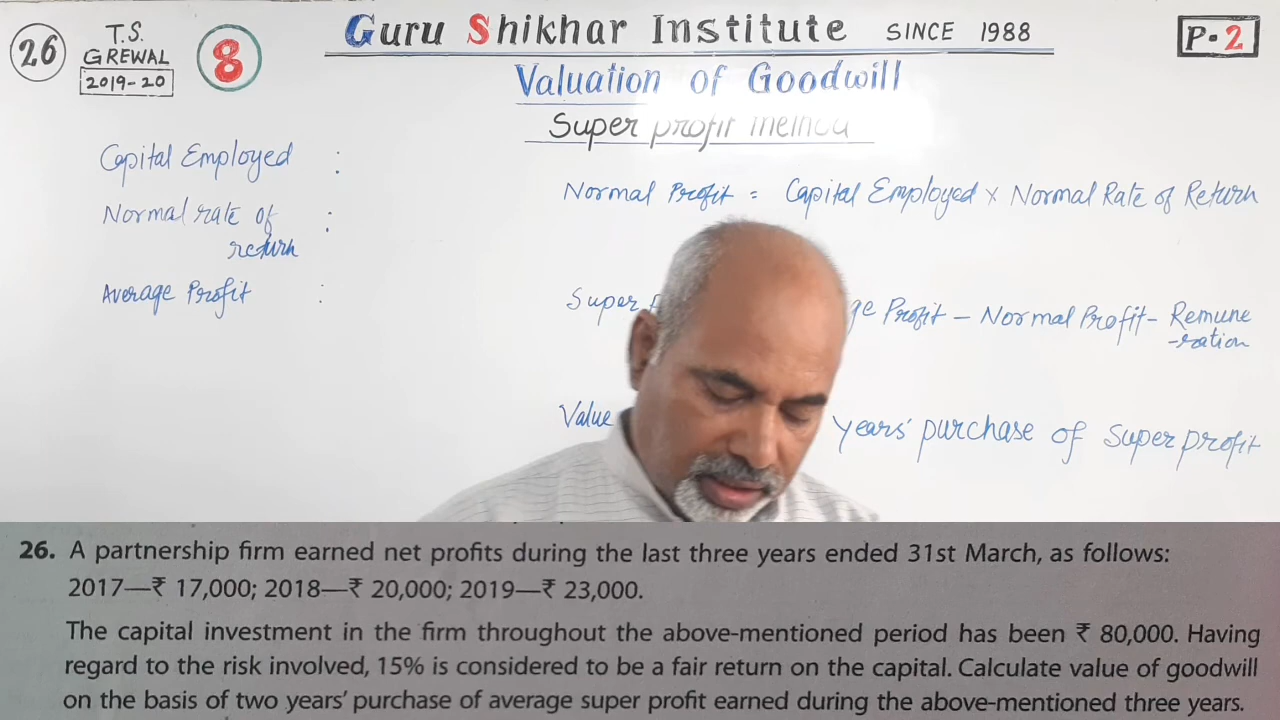 26
T.S.
GREWAL
2019-20
8
Guru Shikhar Institute SINCE 1988
P.2
Valuation of Goodwill
Super profit method
Capital Employed :
Normal rate of return :
Average Profit :
Normal Profit = Capital Employed x Normal Rate of Return
Super Profit – Normal Profit – Remune
-ration
Value years' purchase of Super profit
26. A partnership firm earned net profits during the last three years ended 31st March, as follows:
2017—₹ 17,000; 2018—₹ 20,000; 2019—₹ 23,000.
The capital investment in the firm throughout the above-mentioned period has been ₹ 80,000. Having
regard to the risk involved, 15% is considered to be a fair return on the capital. Calculate value of goodwill
on the basis of two years' purchase of average super profit earned during the above-mentioned three years.